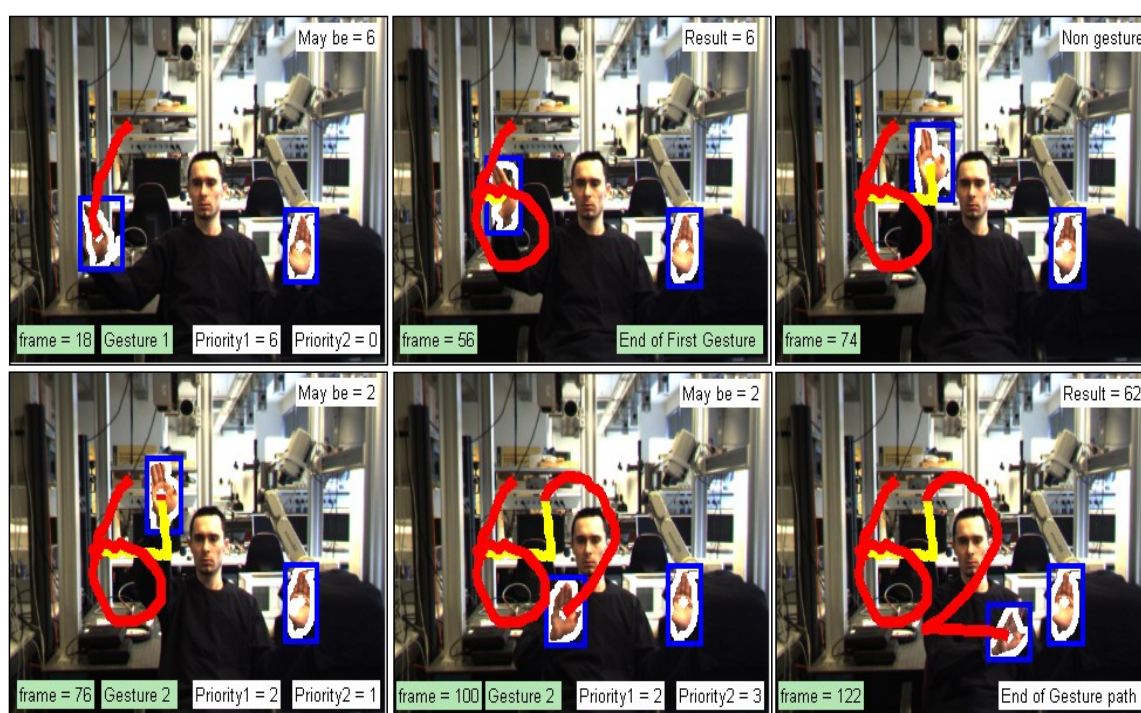 May be = 6
frame = 18 Gesture 1 Priority1 = 6 Priority2 = 0
Result = 6
frame = 56 End of First Gesture
Non gesture
frame = 74
May be = 2
frame = 76 Gesture 2 Priority1 = 2 Priority2 = 1
May be = 2
frame = 100 Gesture 2 Priority1 = 2 Priority2 = 3
Result = 62
frame = 122 End of Gesture path